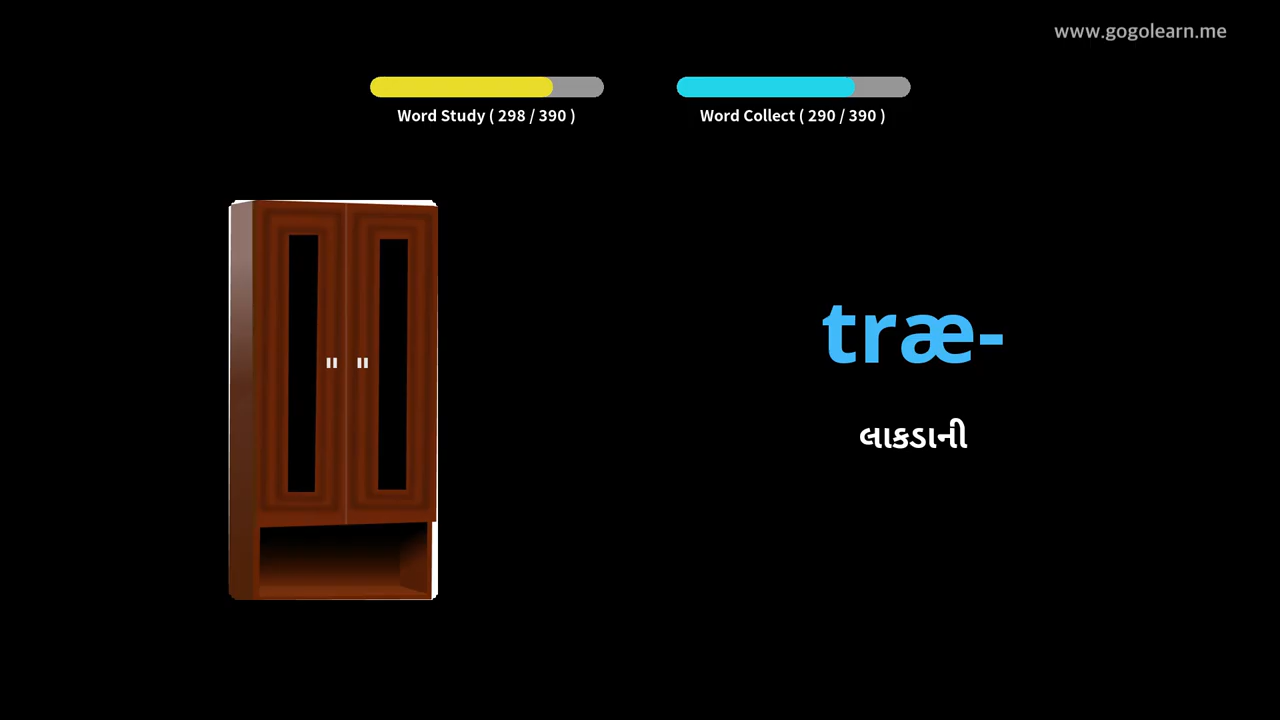 www.gogolearn.me
Word Study ( 298 / 390 )
Word Collect ( 290 / 390 )
træ-
લાકડાની